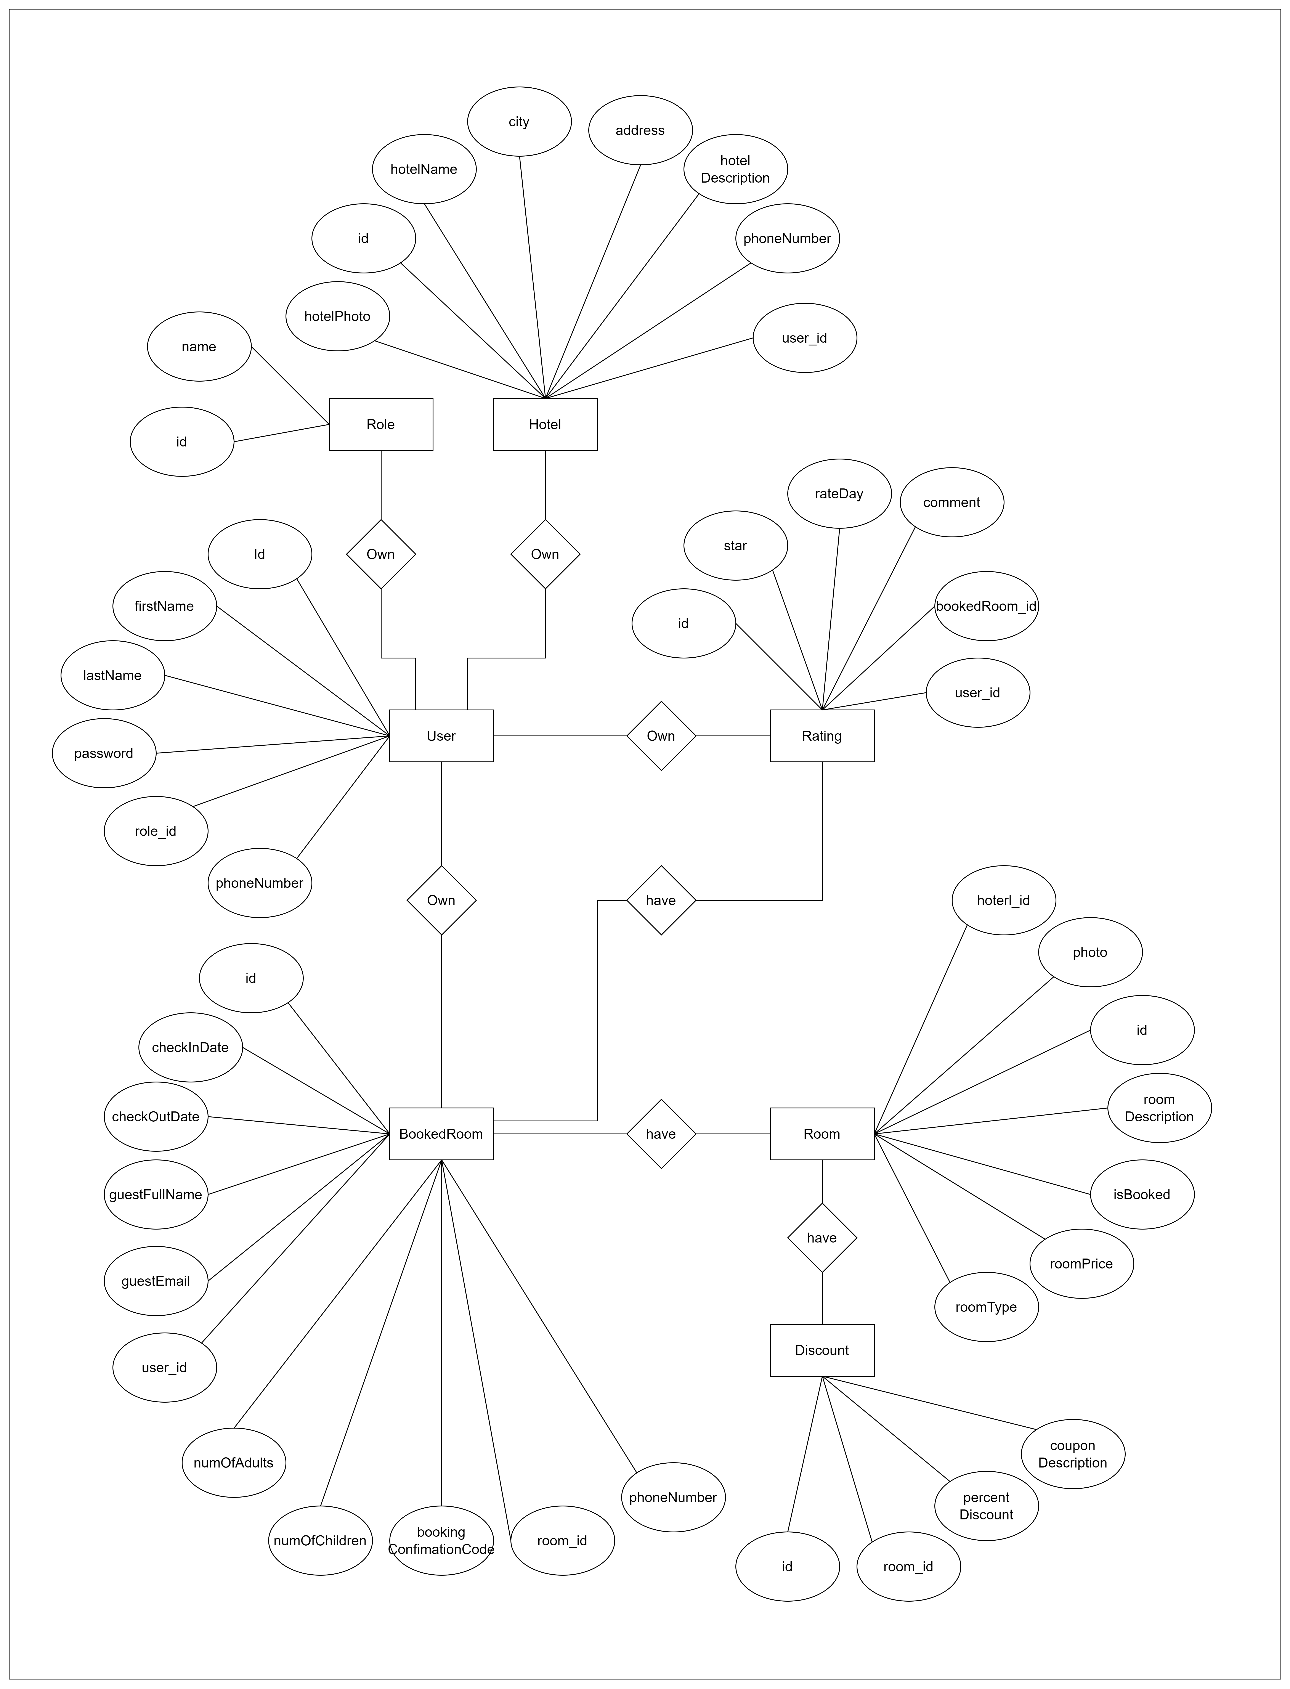 city
address
hotelName
hotel
Description
id
phoneNumber
hotelPhoto
user_id
name
Role
Hotel
id
rateDay
comment
star
Id
Own
Own
firstName
bookedRoom_id
id
lastName
user_id
User
Own
Rating
password
role_id
phoneNumber
Own
have
hoterl_id
photo
id
id
checkInDate
room
Description
checkOutDate
BookedRoom
have
Room
guestFullName
isBooked
have
roomPrice
guestEmail
roomType
Discount
user_id
coupon
Description
numOfAdults
phoneNumber
percent
Discount
numOfChildren
booking
ConfimationCode
room_id
id
room_id